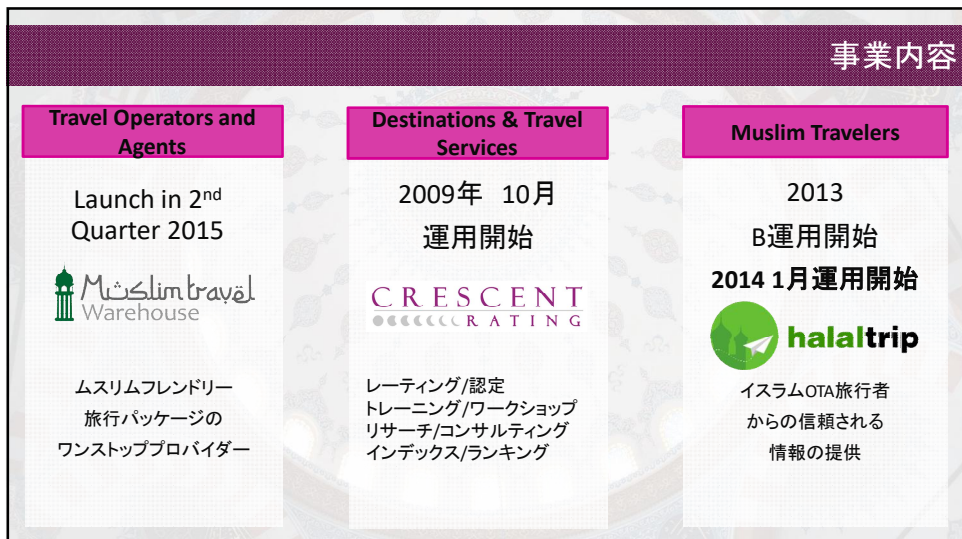 事業内容
Travel Operators and
Agents
Launch in 2nd
Quarter 2015
Muslim travel
Warehouse
ムスリムフレンドリー
旅行パッケージの
ワンストッププロバイダー
Destinations & Travel
Services
2009年 10月
運用開始
CRESCENT
RATING
レーティング/認定
トレーニング/ワークショップ
リサーチ/コンサルティング
インデックス/ランキング
Muslim Travelers
2013
B運用開始
2014 1月運用開始
halaltrip
イスラムOTA旅行者
からの信頼される
情報の提供